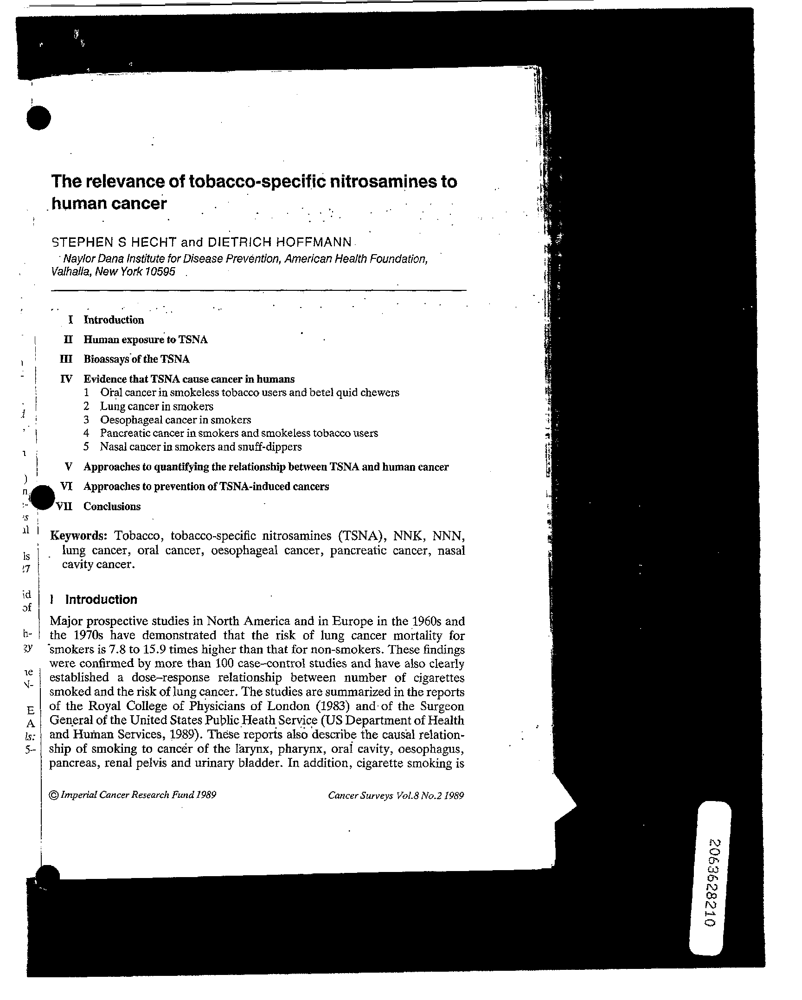 The relevance of tobacco-specific nitrosamines to
human cancer
STEPHEN S HECHT and DIETRICH HOFFMANN
Naylor Dana Institute for Disease Prevention, American Health Foundation,
Valhalla, New York 10595
I Introduction
II Human exposure to TSNA
III Bioassays of the TSNA
IV Evidence that TSNA cause cancer in humans
1 Oral cancer in smokeless tobacco users and betel quid chewers
2 Lung cancer in smokers
3 Oesophageal cancer in smokers
4 Pancreatic cancer in smokers and smokeless tobacco users
5 Nasal cancer in smokers and snuff-dippers
V Approaches to quantifying the relationship between TSNA and human cancer
VI Approaches to prevention of TSNA-induced cancers
VII Conclusions
Keywords: Tobacco, tobacco-specific nitrosamines (TSNA), NNK, NNN,
lung cancer, oral cancer, oesophageal cancer, pancreatic cancer, nasal
cavity cancer.
I Introduction
Major prospective studies in North America and in Europe in the 1960s and
the 1970s have demonstrated that the risk of lung cancer mortality for
smokers is 7.8 to 15.9 times higher than that for non-smokers. These findings
were confirmed by more than 100 case–control studies and have also clearly
established a dose–response relationship between number of cigarettes
smoked and the risk of lung cancer. The studies are summarized in the reports
of the Royal College of Physicians of London (1983) and of the Surgeon
General of the United States Public Heath Service (US Department of Health
and Human Services, 1989). These reports also describe the causal relation-
ship of smoking to cancer of the larynx, pharynx, oral cavity, oesophagus,
pancreas, renal pelvis and urinary bladder. In addition, cigarette smoking is
© Imperial Cancer Research Fund 1989
Cancer Surveys Vol.8 No.2 1989
2063628210